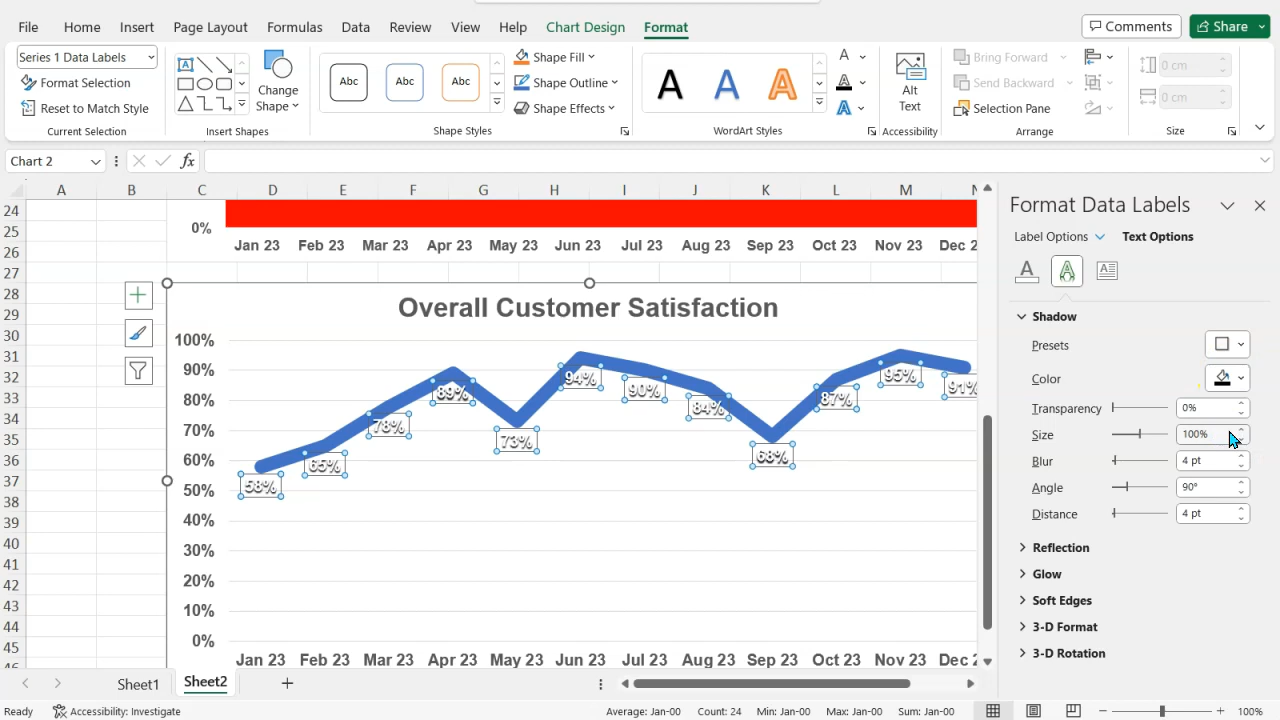 File Home Insert Page Layout Formulas Data Review View Help Chart Design Format Comments Share
Series 1 Data Labels
Format Selection
Reset to Match Style
Current Selection
Change
Shape
Insert Shapes
Abc Abc Abc
Shape Fill
Shape Outline
Shape Effects
Shape Styles
A A A A A A
WordArt Styles
Alt
Text
Accessibility
Bring Forward
Send Backward
Selection Pane
Arrange
0 cm
0 cm
Size
Chart 2 fx
A B C D E F G H I J K L M N
24
25
26
27
28
29
30
31
32
33
34
35
36
37
38
39
40
41
42
43
44
45
46
0%
Jan 23 Feb 23 Mar 23 Apr 23 May 23 Jun 23 Jul 23 Aug 23 Sep 23 Oct 23 Nov 23 Dec 2
Overall Customer Satisfaction
100%
90%
80%
70%
60%
50%
40%
30%
20%
10%
0%
58% 65% 78% 89% 73% 94% 90% 84% 68% 87% 95% 91%
Jan 23 Feb 23 Mar 23 Apr 23 May 23 Jun 23 Jul 23 Aug 23 Sep 23 Oct 23 Nov 23 Dec 2
Format Data Labels
Label Options Text Options
Shadow
Presets
Color
Transparency 0%
Size 100%
Blur 4 pt
Angle 90°
Distance 4 pt
Reflection
Glow
Soft Edges
3-D Format
3-D Rotation
Sheet1 Sheet2
Ready Accessibility: Investigate Average: Jan-00 Count: 24 Min: Jan-00 Max: Jan-00 Sum: Jan-00 100%